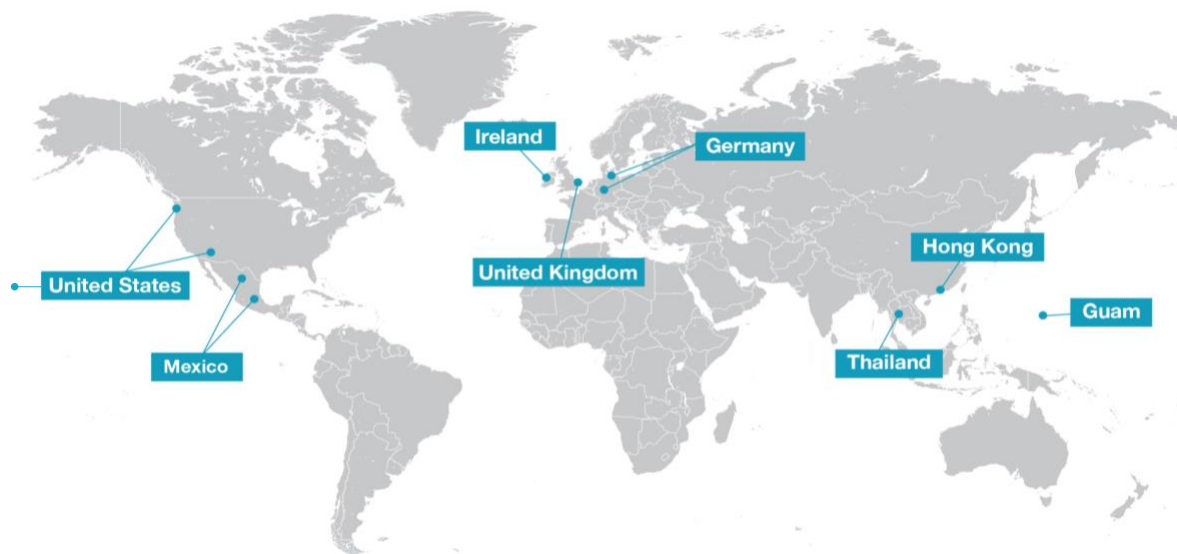 Ireland
Germany
Hong Kong
United Kingdom
United States
Guam
Thailand
Mexico